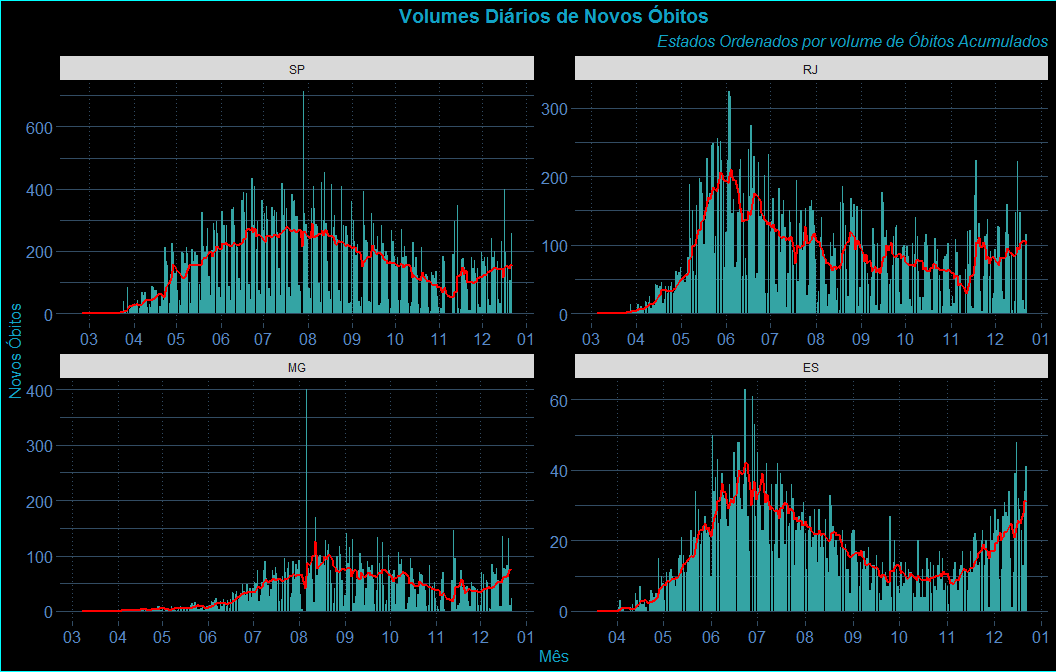 Volumes Diários de Novos Óbitos
Estados Ordenados por volume de Óbitos Acumulados
SP
600
400
200
0
03 04 05 06 07 08 09 10 11 12 01
RJ
300
200
100
0
03 04 05 06 07 08 09 10 11 12 01
Novos Óbitos
MG
400
300
200
100
0
03 04 05 06 07 08 09 10 11 12 01
ES
60
40
20
0
04 05 06 07 08 09 10 11 12 01
Mês